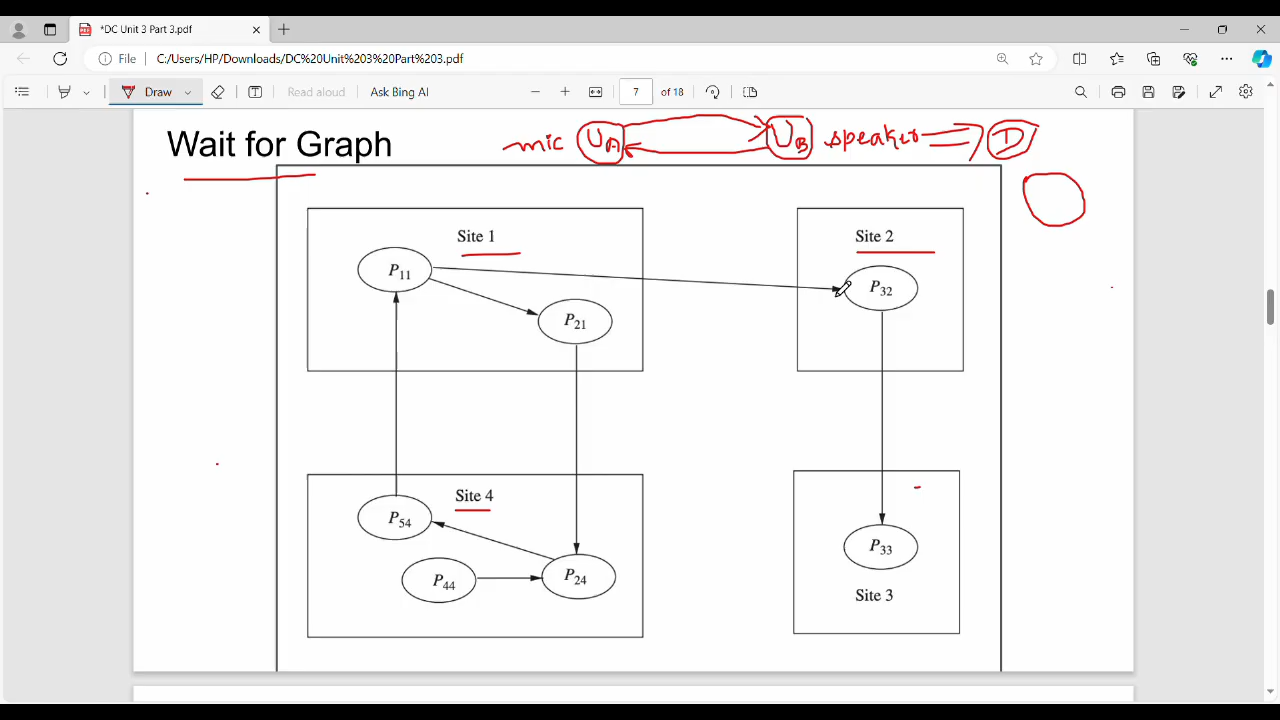 *DC Unit 3 Part 3.pdf
File C:/Users/HP/Downloads/DC%20Unit%203%20Part%203.pdf
Draw Read aloud Ask Bing AI 7 of 18
Wait for Graph
mic UA UB speaker D
Site 1
Site 2
P11
P32
P21
Site 4
P54
P33
P44
P24
Site 3